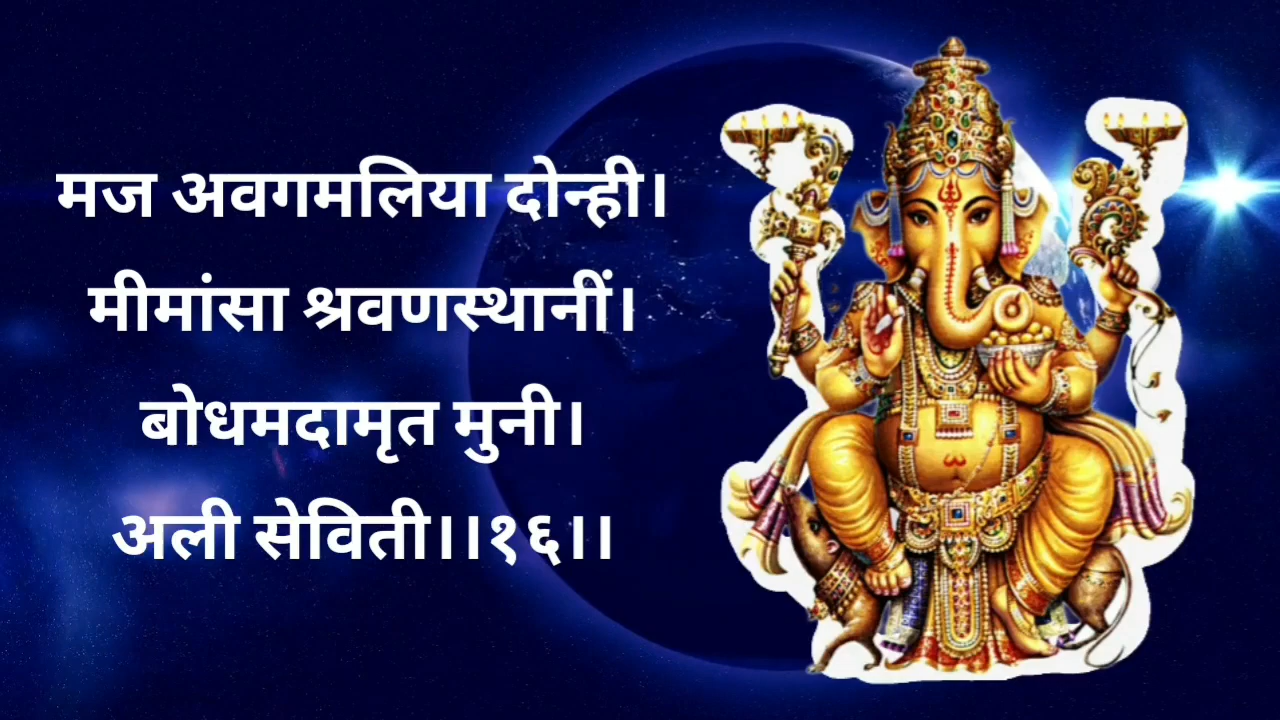 मज अवगमलिया दोन्ही।
मीमांसा श्रवणस्थानीं।
बोधमदामृत मुनी।
अली सेविती।।१६।।